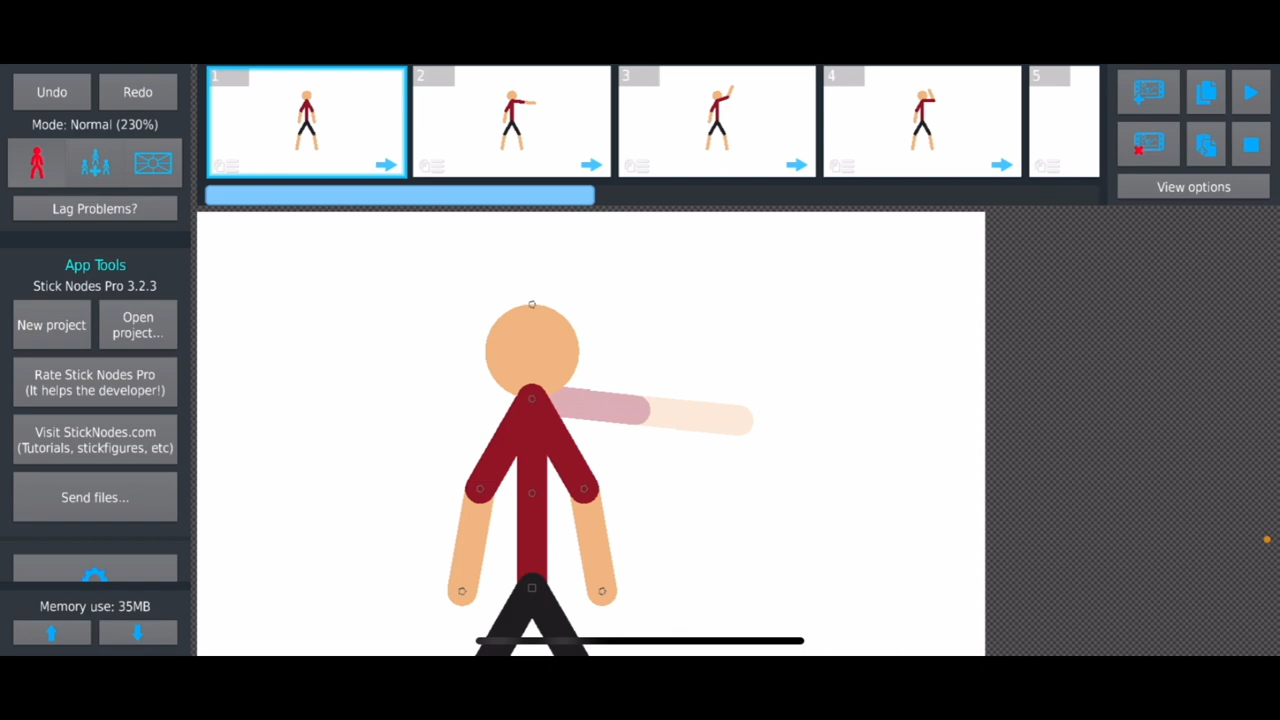 Undo
Redo
Mode: Normal (230%)
Lag Problems?
App Tools
Stick Nodes Pro 3.2.3
New project
Open
project...
Rate Stick Nodes Pro
(It helps the developer!)
Visit StickNodes.com
(Tutorials, stickfigures, etc)
Send files...
Memory use: 35MB
1
2
3
4
5
View options